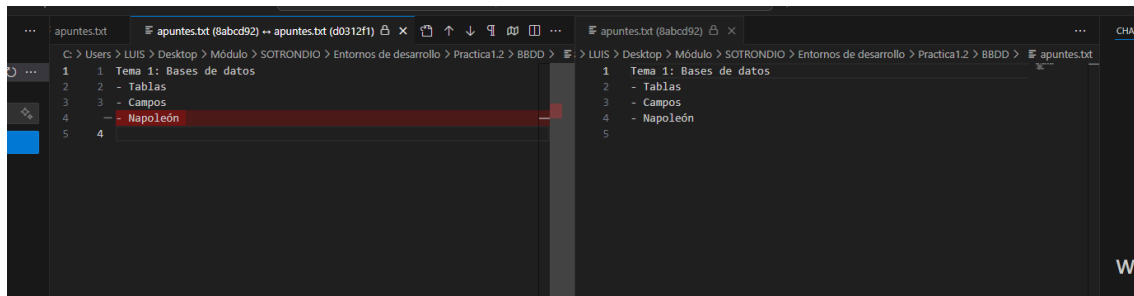 apuntes.txt
apuntes.txt (8abcd92) ↔ apuntes.txt (d0312f1)
apuntes.txt (8abcd92)
CHA
C: > Users > LUIS > Desktop > Módulo > SOTRONDIO > Entornos de desarrollo > Practica1.2 > BBDD >
> LUIS > Desktop > Módulo > SOTRONDIO > Entornos de desarrollo > Practica1.2 > BBDD > apuntes.txt
1 1 Tema 1: Bases de datos
2 2 - Tablas
3 3 - Campos
4 — - Napoleón
5 4
1 Tema 1: Bases de datos
2 - Tablas
3 - Campos
4 - Napoleón
5
W